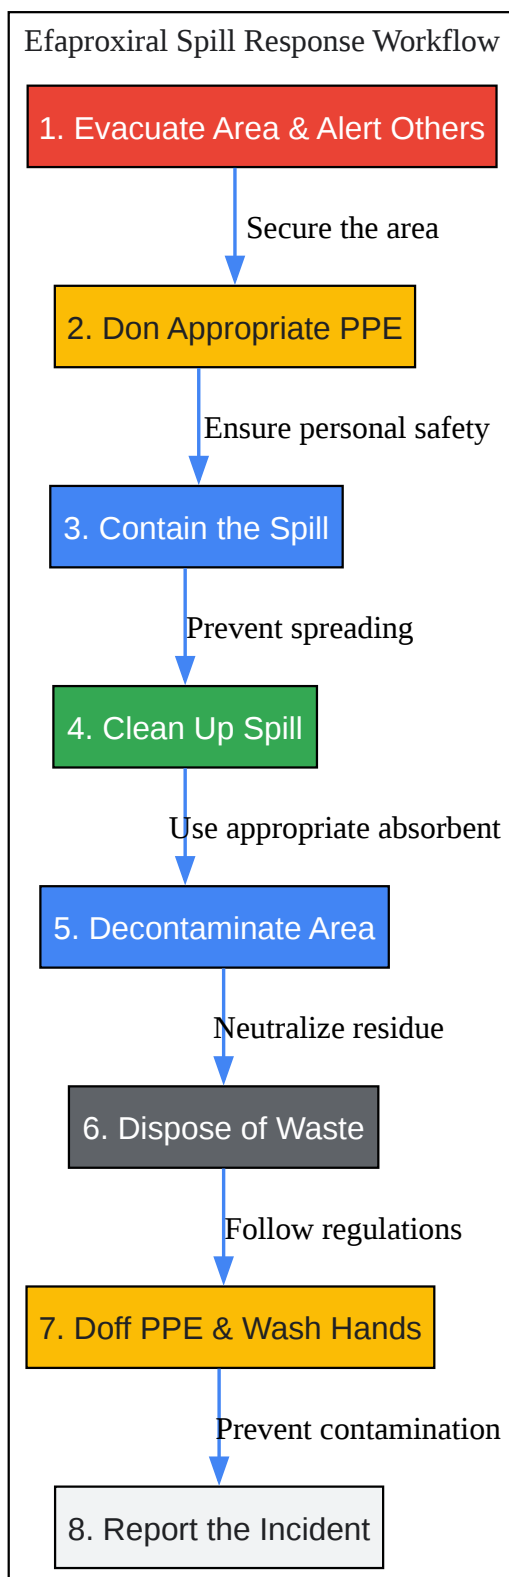 Efaproxiral Spill Response Workflow
1. Evacuate Area & Alert Others
Secure the area
2. Don Appropriate PPE
Ensure personal safety
3. Contain the Spill
Prevent spreading
4. Clean Up Spill
Use appropriate absorbent
5. Decontaminate Area
Neutralize residue
6. Dispose of Waste
Follow regulations
7. Doff PPE & Wash Hands
Prevent contamination
8. Report the Incident